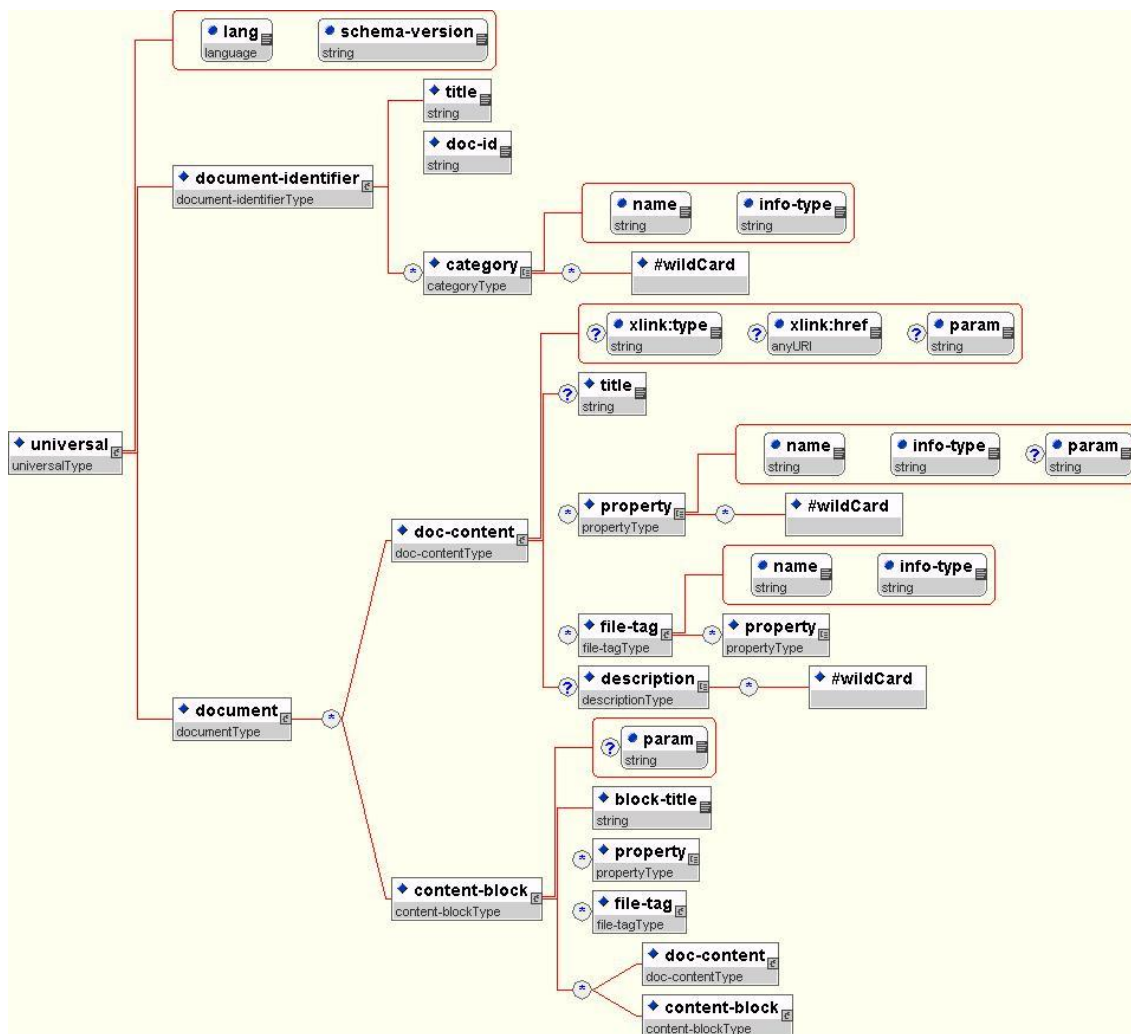 lang
language
schema-version
string
title
string
doc-id
string
document-identifier
document-identifierType
name
string
info-type
string
*
category
categoryType
*
#wildCard
?
xlink:type
string
?
xlink:href
anyURI
?
param
string
?
title
string
universal
universalType
name
string
info-type
string
?
param
string
*
property
propertyType
*
#wildCard
doc-content
doc-contentType
name
string
info-type
string
*
file-tag
file-tagType
*
property
propertyType
?
description
descriptionType
*
#wildCard
document
documentType
*
?
param
string
block-title
string
*
property
propertyType
content-block
content-blockType
*
file-tag
file-tagType
*
doc-content
doc-contentType
content-block
content-blockType